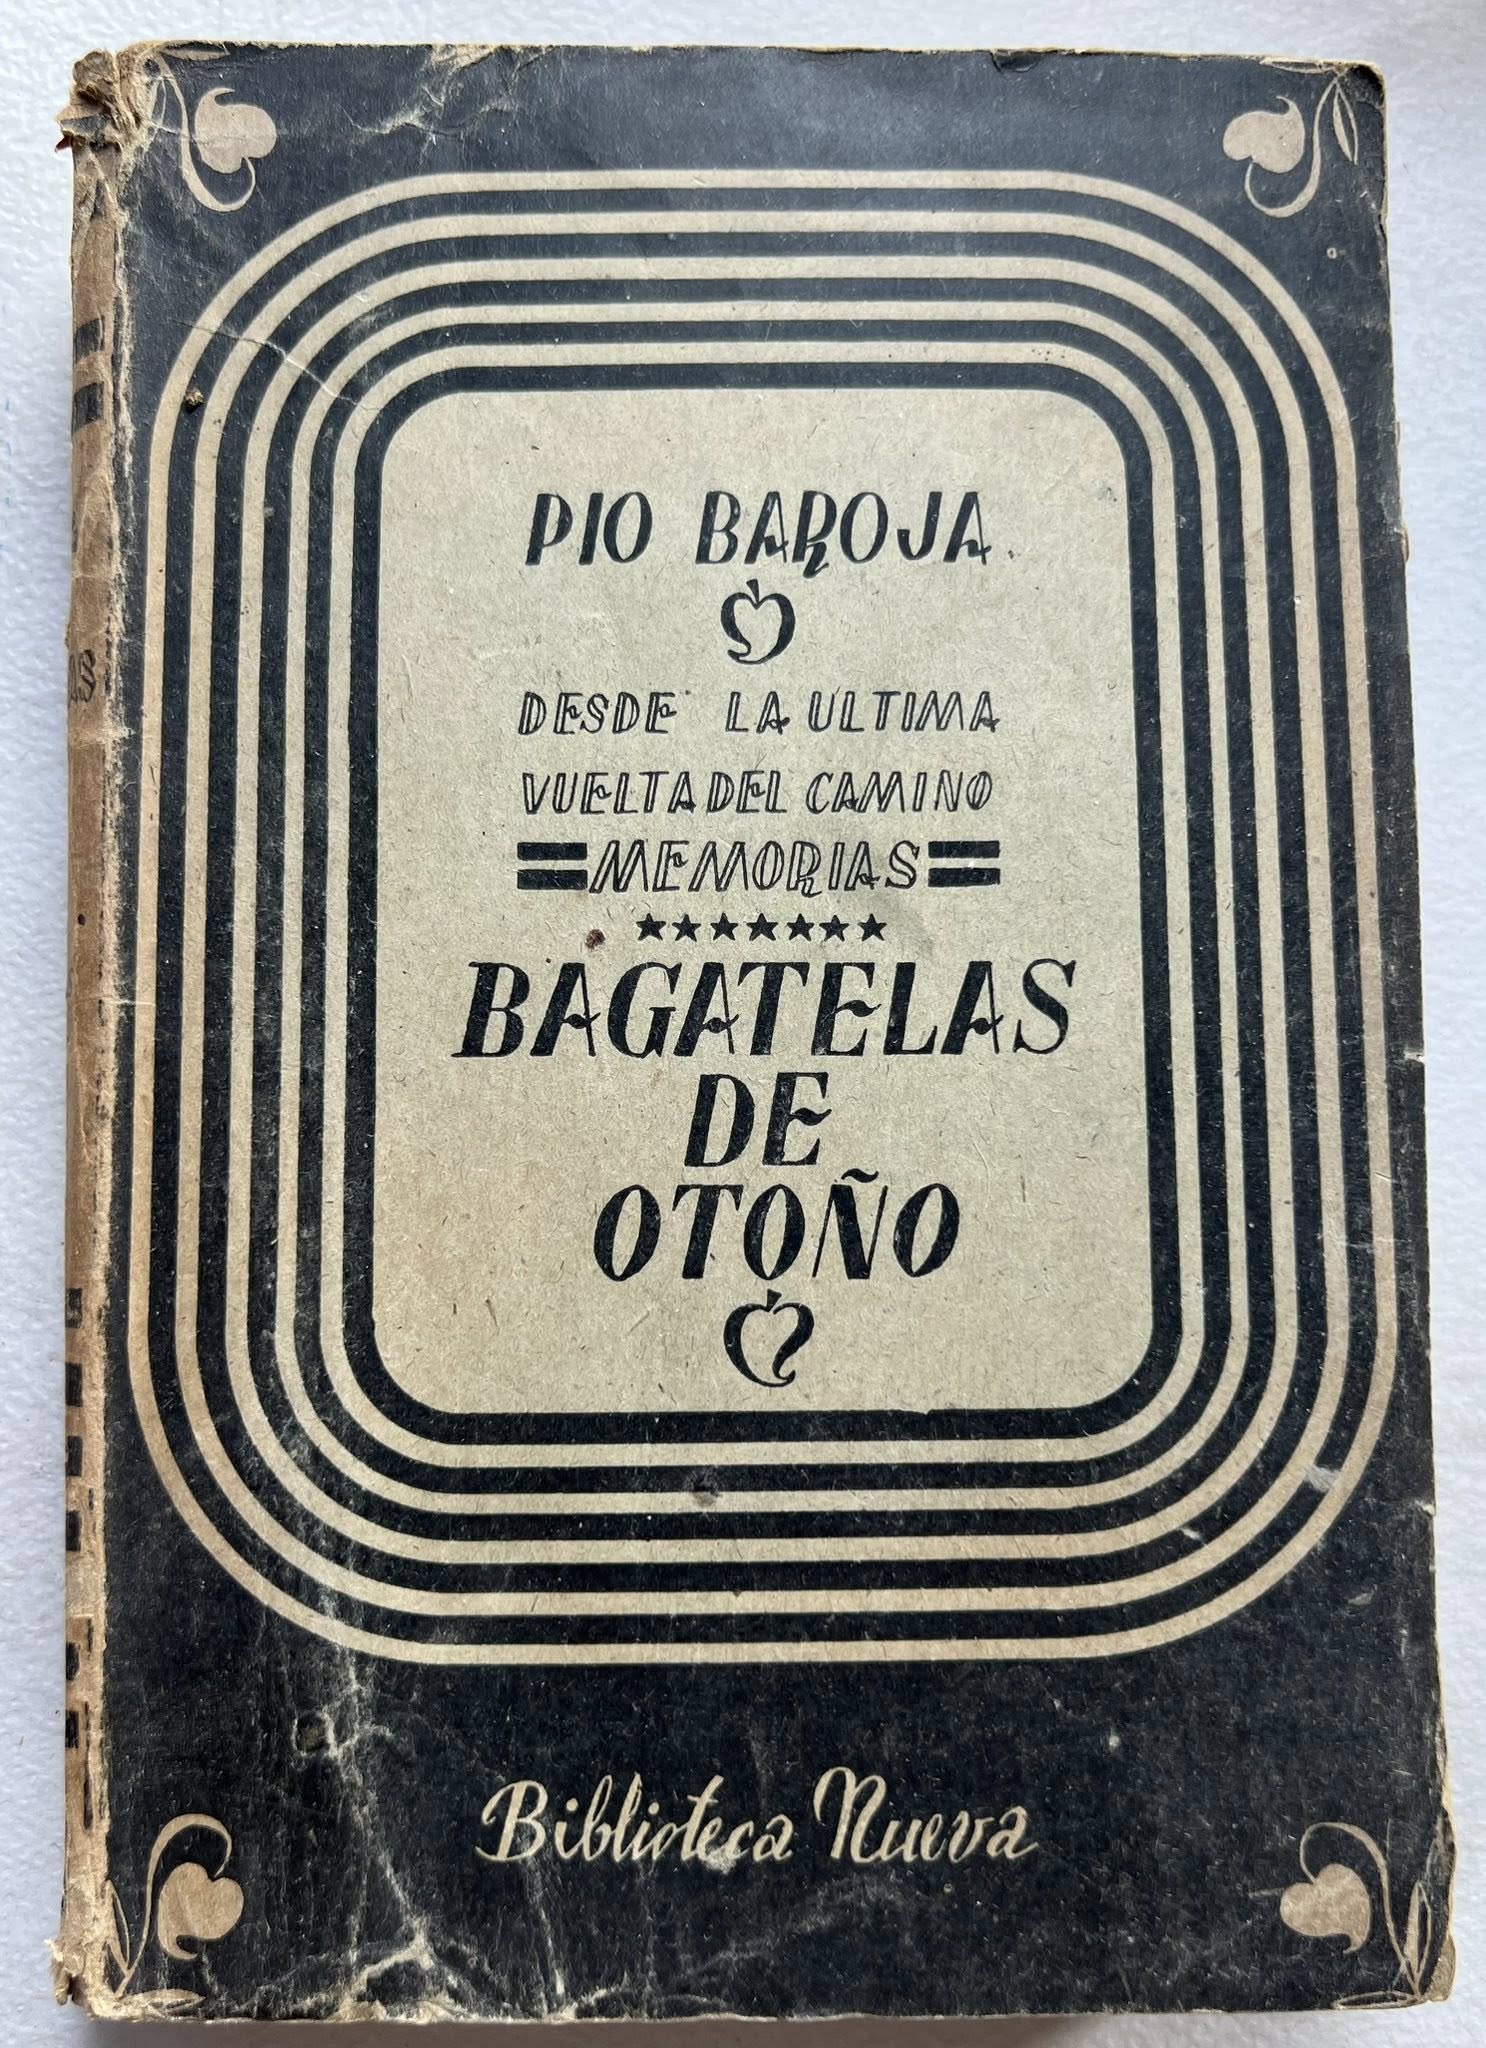 PIO BAROJA
DESDE LA ULTIMA
VUELTA DEL CAMINO
=MEMORIAS=
★★★★★★★
BAGATELAS
DE
OTOÑO
Biblioteca Nueva